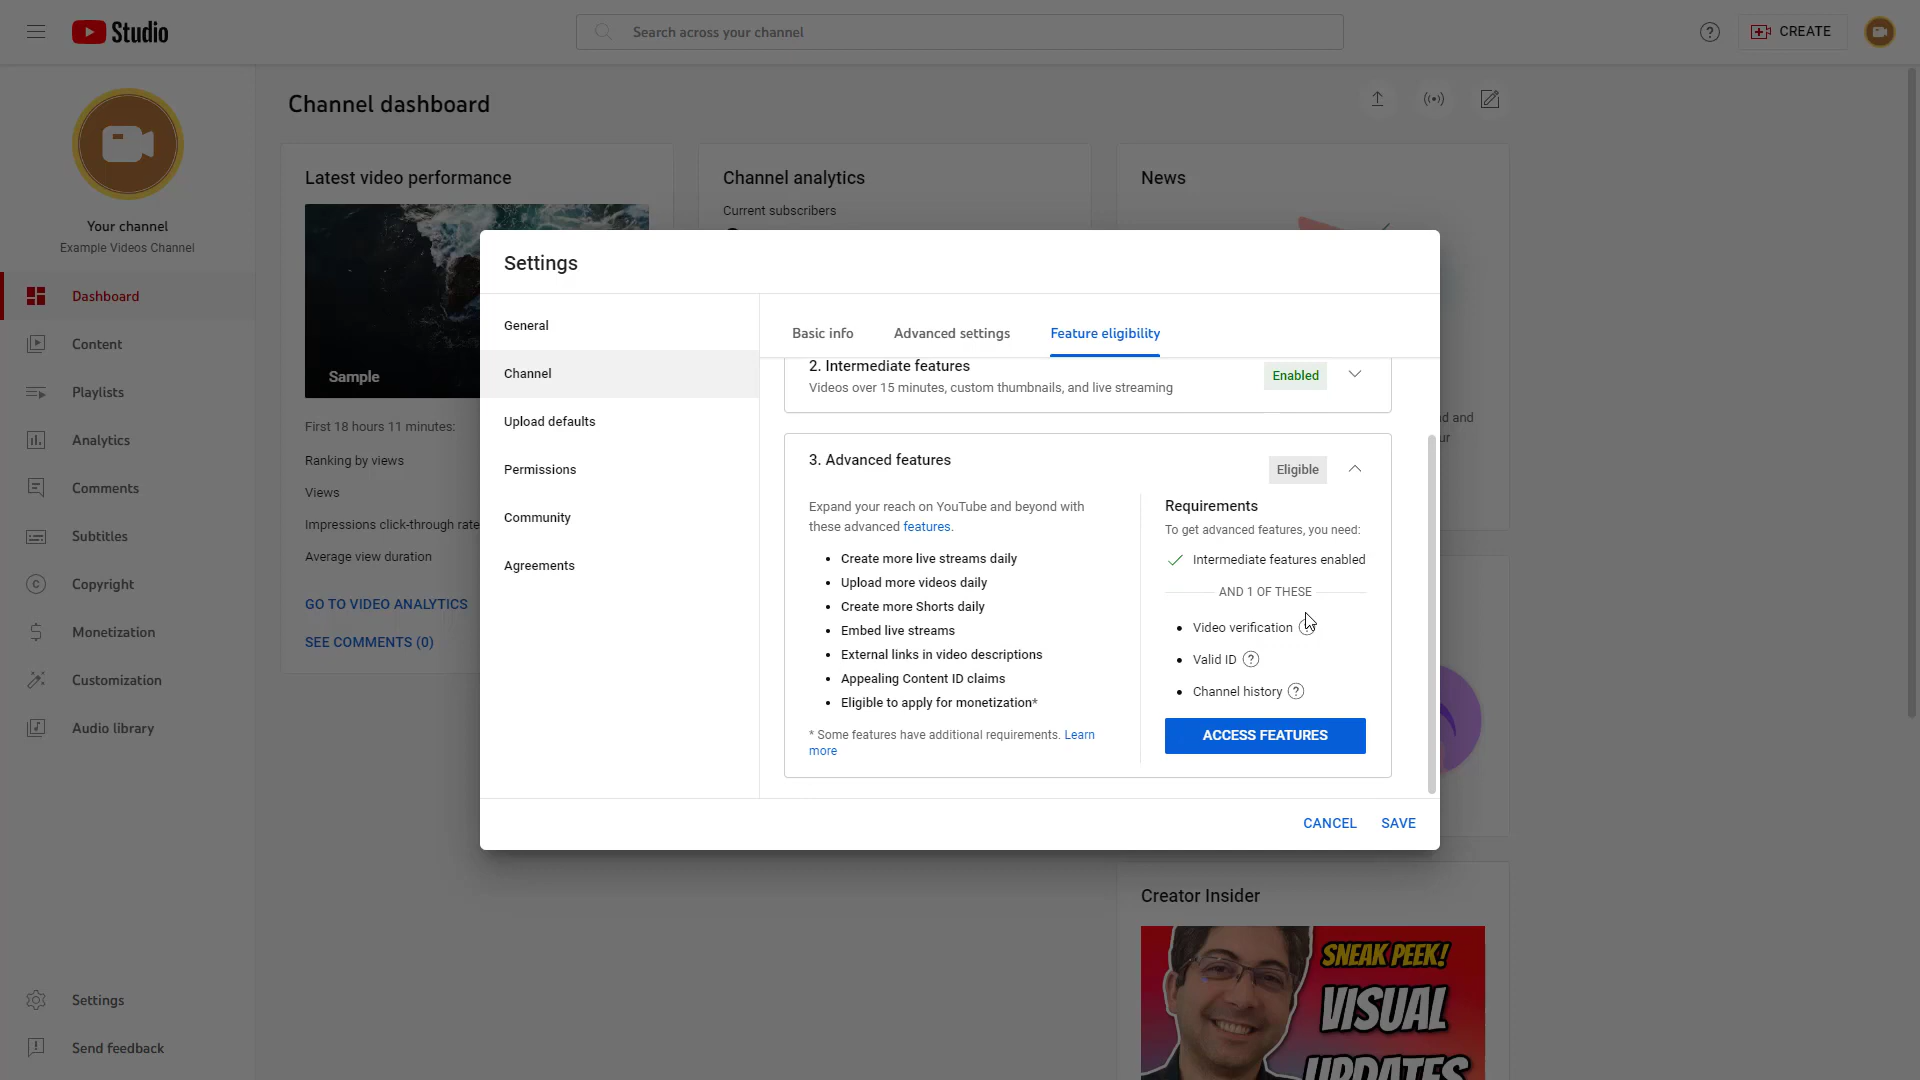 Studio
Search across your channel
CREATE
Channel dashboard
Your channel
Example Videos Channel
Dashboard
Content
Playlists
Analytics
Comments
Subtitles
Copyright
Monetization
Customization
Audio library
Settings
Send feedback
Latest video performance
Sample
First 18 hours 11 minutes:
Ranking by views
Views
Impressions click-through rate
Average view duration
GO TO VIDEO ANALYTICS
SEE COMMENTS (0)
Channel analytics
Current subscribers
News
d and
ur
Settings
General
Channel
Upload defaults
Permissions
Community
Agreements
Basic info
Advanced settings
Feature eligibility
2. Intermediate features
Videos over 15 minutes, custom thumbnails, and live streaming
Enabled
3. Advanced features
Eligible
Expand your reach on YouTube and beyond with
these advanced features.
• Create more live streams daily
• Upload more videos daily
• Create more Shorts daily
• Embed live streams
• External links in video descriptions
• Appealing Content ID claims
• Eligible to apply for monetization*
* Some features have additional requirements. Learn
more
Requirements
To get advanced features, you need:
Intermediate features enabled
AND 1 OF THESE
• Video verification
• Valid ID
• Channel history
ACCESS FEATURES
CANCEL
SAVE
Creator Insider
SNEAK PEEK!
VISUAL
UPDATES